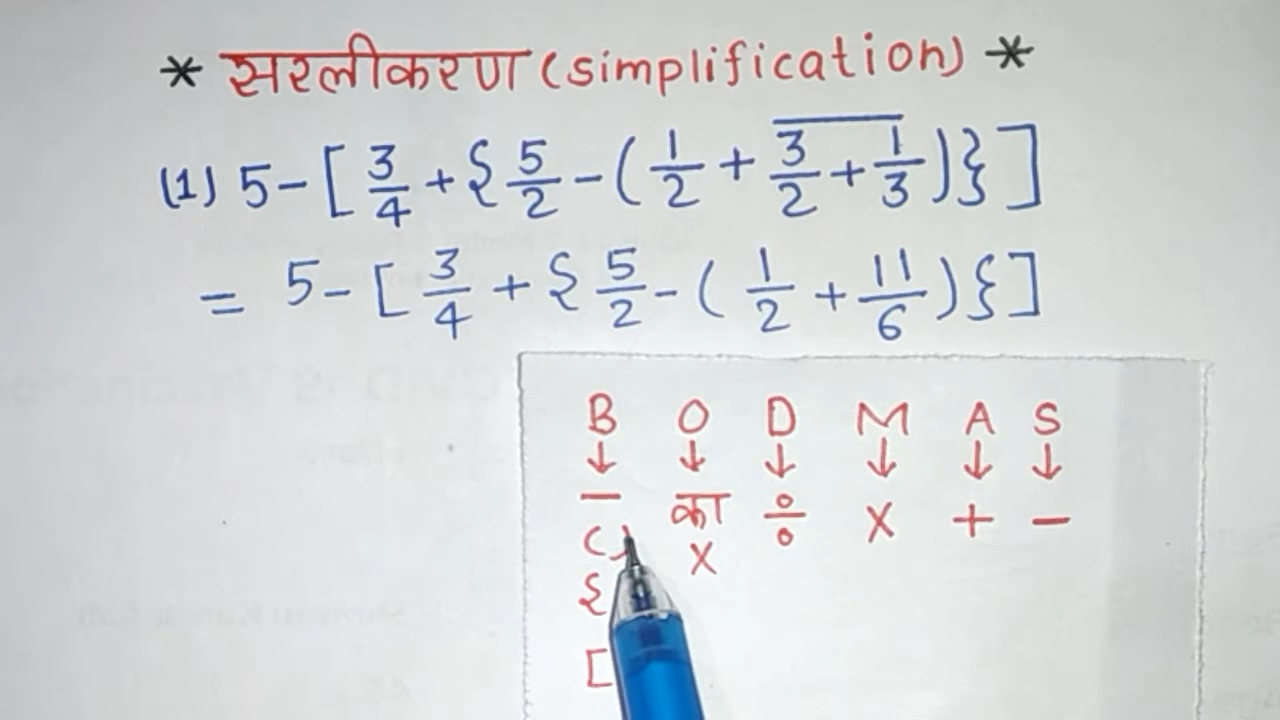 * सरलीकरण (simplification) *
(1) 5 - [ 3/4 + { 5/2 - ( 1/2 + 3/2 + 1/3 ) } ]
= 5 - [ 3/4 + { 5/2 - ( 1/2 + 11/6 ) } ]
B O D M A S
↓ ↓ ↓ ↓ ↓ ↓
— का ÷ × + −
( ) ×
{
[